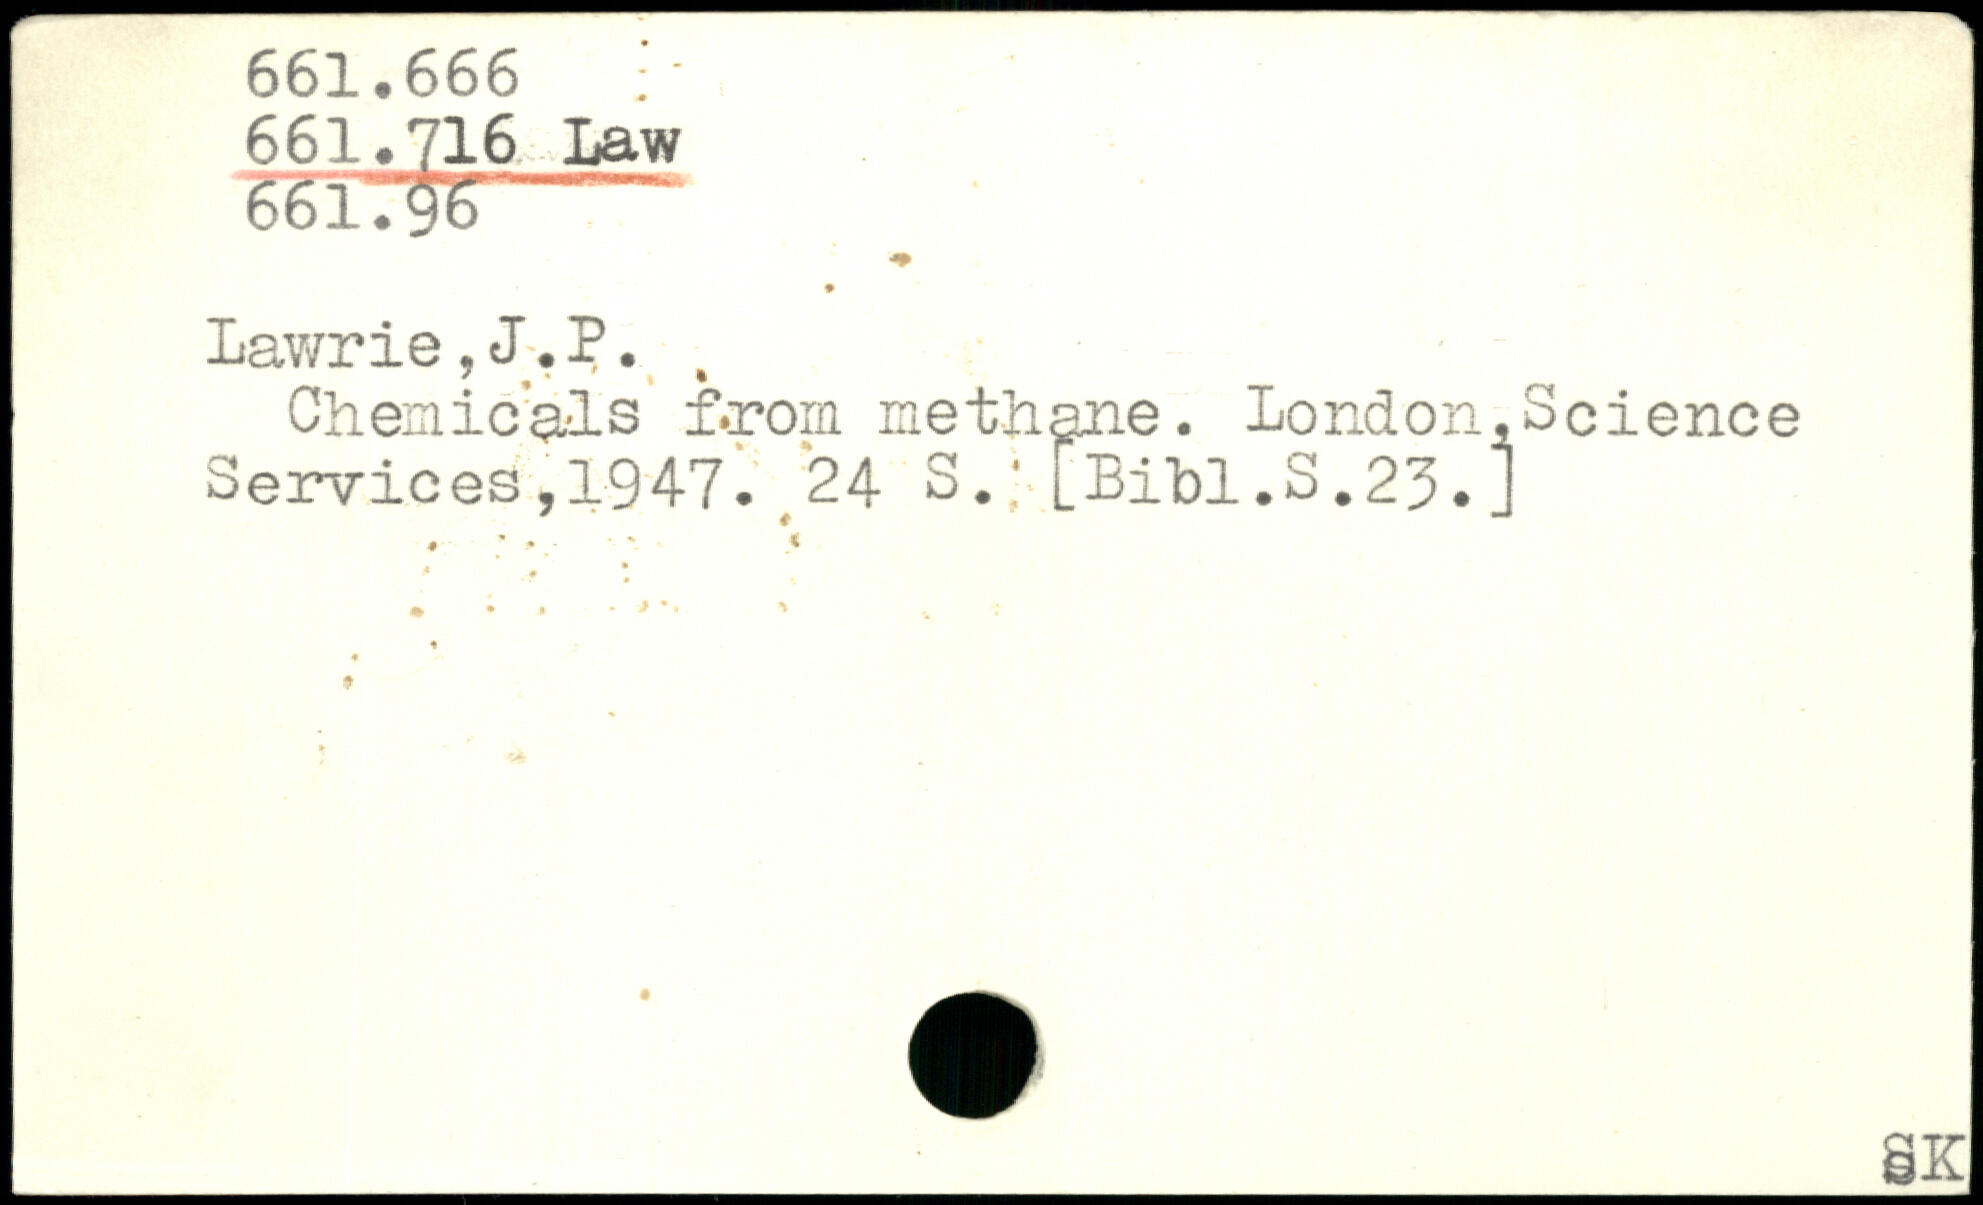 661.666
661.716 Law
661.96
Lawrie,J.P.
Chemicals from methane. London,Science
Services,1947. 24 S. [Bibl.S.23.]
SK